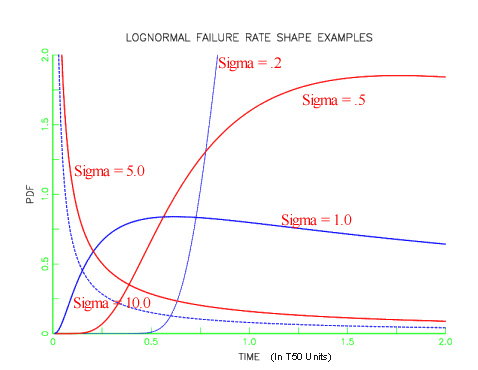 LOGNORMAL FAILURE RATE SHAPE EXAMPLES
2.0
Sigma = .2
Sigma = .5
1.5
Sigma = 5.0
PDF
1.0
Sigma = 1.0
0.5
Sigma = 10.0
0
0 0.5 1.0 1.5 2.0
TIME (In T50 Units)